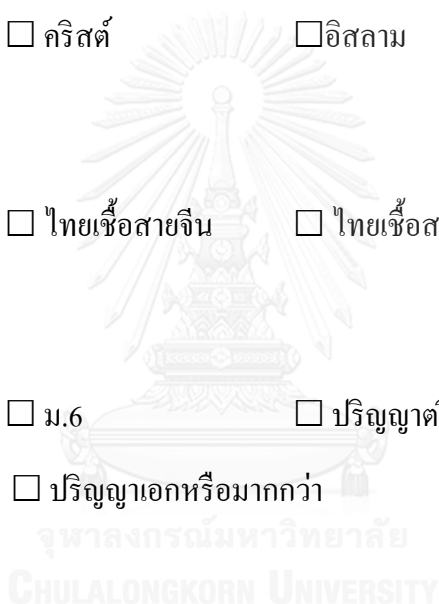 ☐ คริสต์ ☐อิสลาม
☐ ไทยเชื้อสายจีน ☐ ไทยเชื้อส
☐ ม.6 ☐ ปริญญาต
☐ ปริญญาเอกหรือมากกว่า
จุฬาลงกรณ์มหาวิทยาลัย
CHULALONGKORN UNIVERSITY